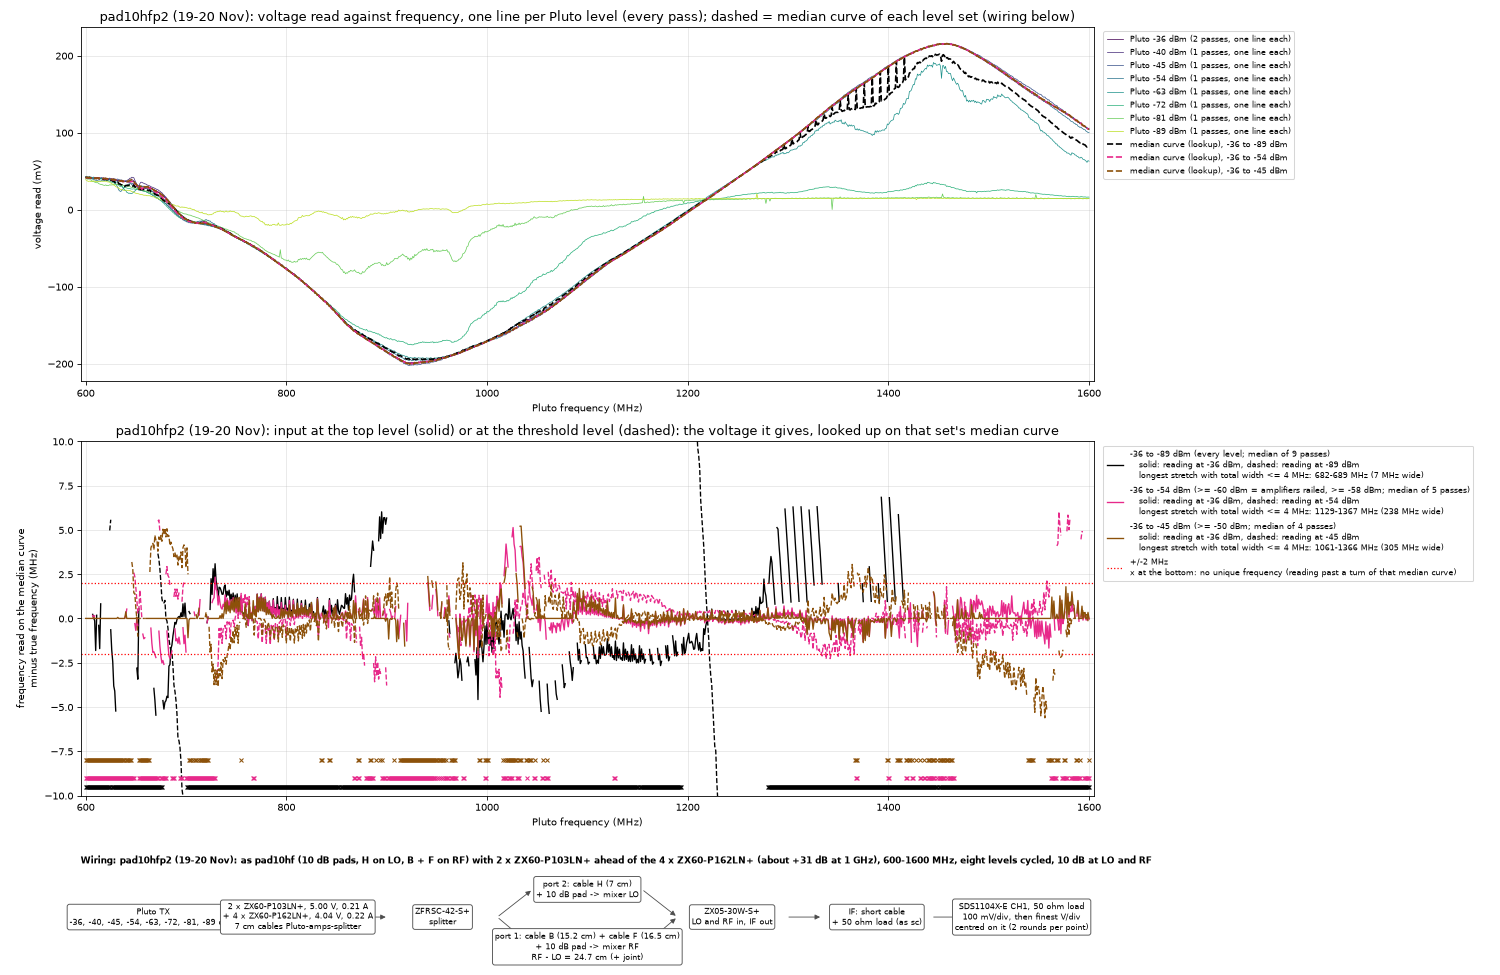 pad10hfp2 (19-20 Nov): voltage read against frequency, one line per Pluto level (every pass); dashed = median curve of each level set (wiring below)
200
100
0
−100
−200
voltage read (mV)
600
800
1000
1200
1400
1600
Pluto frequency (MHz)
Pluto -36 dBm (2 passes, one line each)
Pluto -40 dBm (1 passes, one line each)
Pluto -45 dBm (1 passes, one line each)
Pluto -54 dBm (1 passes, one line each)
Pluto -63 dBm (1 passes, one line each)
Pluto -72 dBm (1 passes, one line each)
Pluto -81 dBm (1 passes, one line each)
Pluto -89 dBm (1 passes, one line each)
median curve (lookup), -36 to -89 dBm
median curve (lookup), -36 to -54 dBm
median curve (lookup), -36 to -45 dBm
pad10hfp2 (19-20 Nov): input at the top level (solid) or at the threshold level (dashed): the voltage it gives, looked up on that set's median curve
10.0
7.5
5.0
2.5
0.0
−2.5
−5.0
−7.5
−10.0
frequency read on the median curve
minus true frequency (MHz)
600
800
1000
1200
1400
1600
Pluto frequency (MHz)
-36 to -89 dBm (every level; median of 9 passes)
solid: reading at -36 dBm, dashed: reading at -89 dBm
longest stretch with total width <= 4 MHz: 682-689 MHz (7 MHz wide)
-36 to -54 dBm (>= -60 dBm = amplifiers railed, >= -58 dBm; median of 5 passes)
solid: reading at -36 dBm, dashed: reading at -54 dBm
longest stretch with total width <= 4 MHz: 1129-1367 MHz (238 MHz wide)
-36 to -45 dBm (>= -50 dBm; median of 4 passes)
solid: reading at -36 dBm, dashed: reading at -45 dBm
longest stretch with total width <= 4 MHz: 1061-1366 MHz (305 MHz wide)
+/-2 MHz
x at the bottom: no unique frequency (reading past a turn of that median curve)
Wiring: pad10hfp2 (19-20 Nov): as pad10hf (10 dB pads, H on LO, B + F on RF) with 2 x ZX60-P103LN+ ahead of the 4 x ZX60-P162LN+ (about +31 dB at 1 GHz), 600-1600 MHz, eight levels cycled, 10 dB at LO and RF
Pluto TX
-36, -40, -45, -54, -63, -72, -81, -89
2 x ZX60-P103LN+, 5.00 V, 0.21 A
+ 4 x ZX60-P162LN+, 4.04 V, 0.22 A
7 cm cables Pluto-amps-splitter
ZFRSC-42-S+
splitter
port 2: cable H (7 cm)
+ 10 dB pad -> mixer LO
port 1: cable B (15.2 cm) + cable F (16.5 cm)
+ 10 dB pad -> mixer RF
RF - LO = 24.7 cm (+ joint)
ZX05-30W-S+
LO and RF in, IF out
IF: short cable
+ 50 ohm load (as sc)
SDS1104X-E CH1, 50 ohm load
100 mV/div, then finest V/div
centred on it (2 rounds per point)